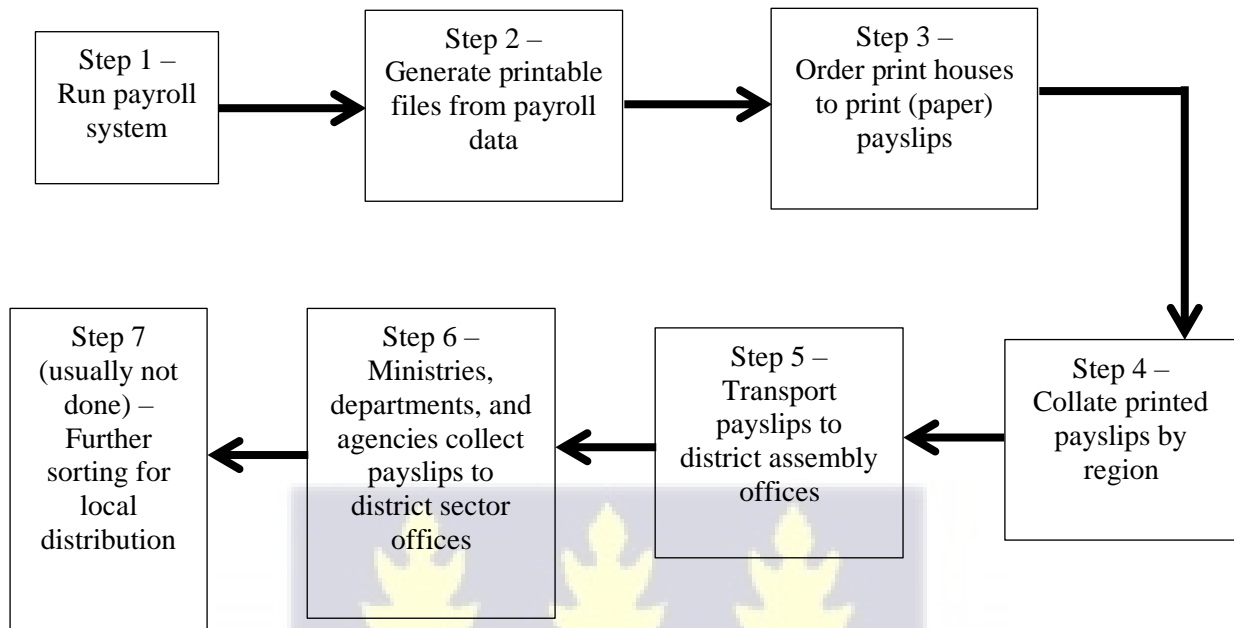 Step 1 –
Run payroll
system
Step 2 –
Generate printable
files from payroll
data
Step 3 –
Order print houses
to print (paper)
payslips
Step 4 –
Collate printed
payslips by
region
Step 5 –
Transport
payslips to
district assembly
offices
Step 6 –
Ministries,
departments, and
agencies collect
payslips to
district sector
offices
Step 7
(usually not
done) –
Further
sorting for
local
distribution